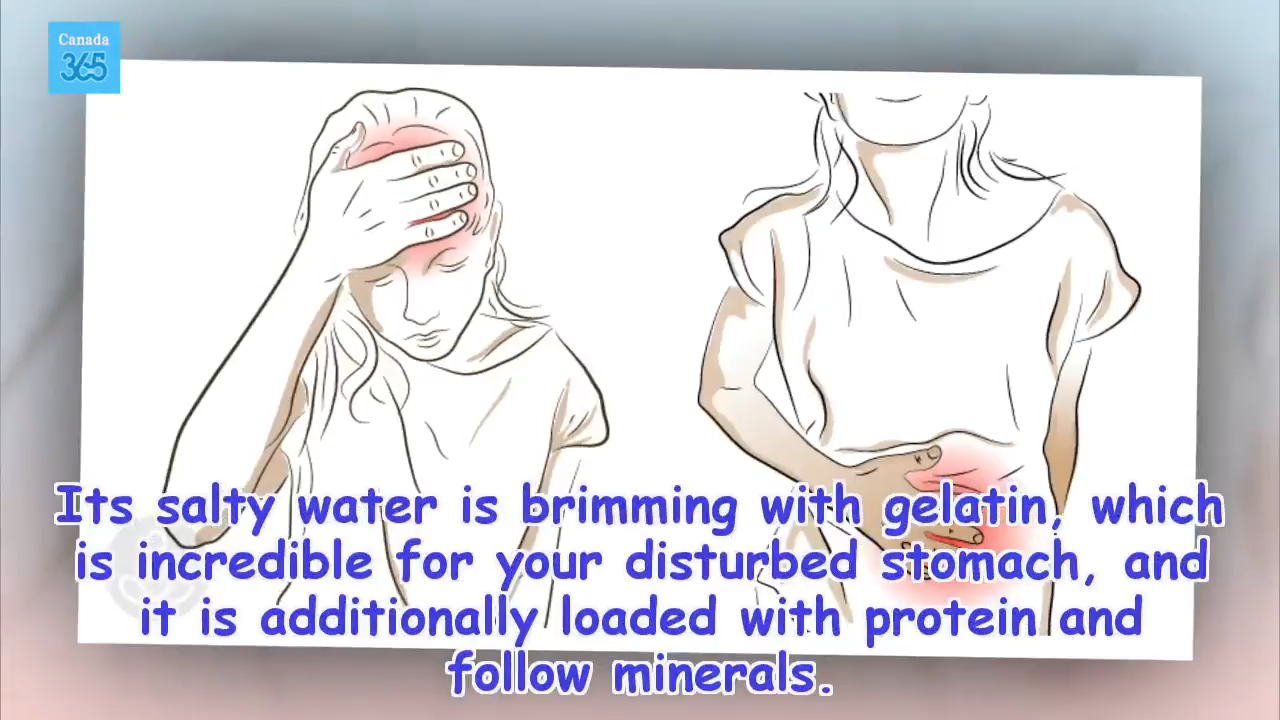 Canada
365
Its salty water is brimming with gelatin, which
is incredible for your disturbed stomach, and
it is additionally loaded with protein and
follow minerals.